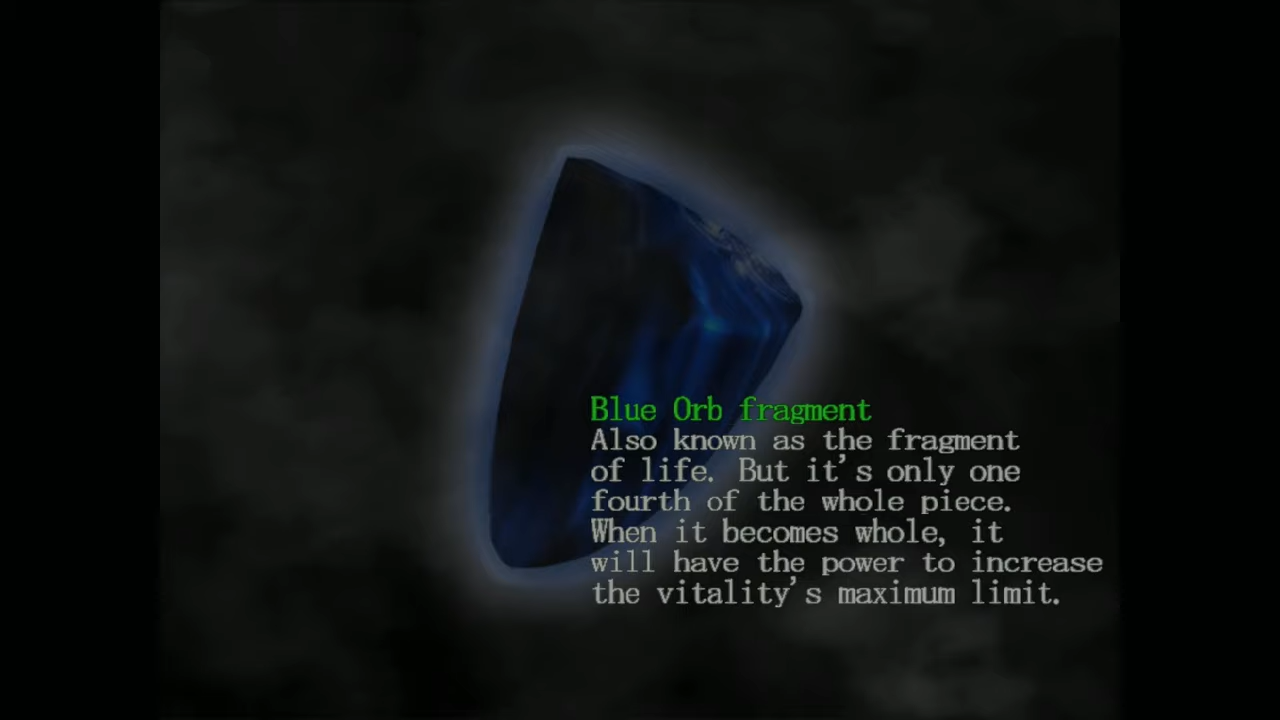 Blue Orb fragment
Also known as the fragment
of life. But it's only one
fourth of the whole piece.
When it becomes whole, it
will have the power to increase
the vitality's maximum limit.